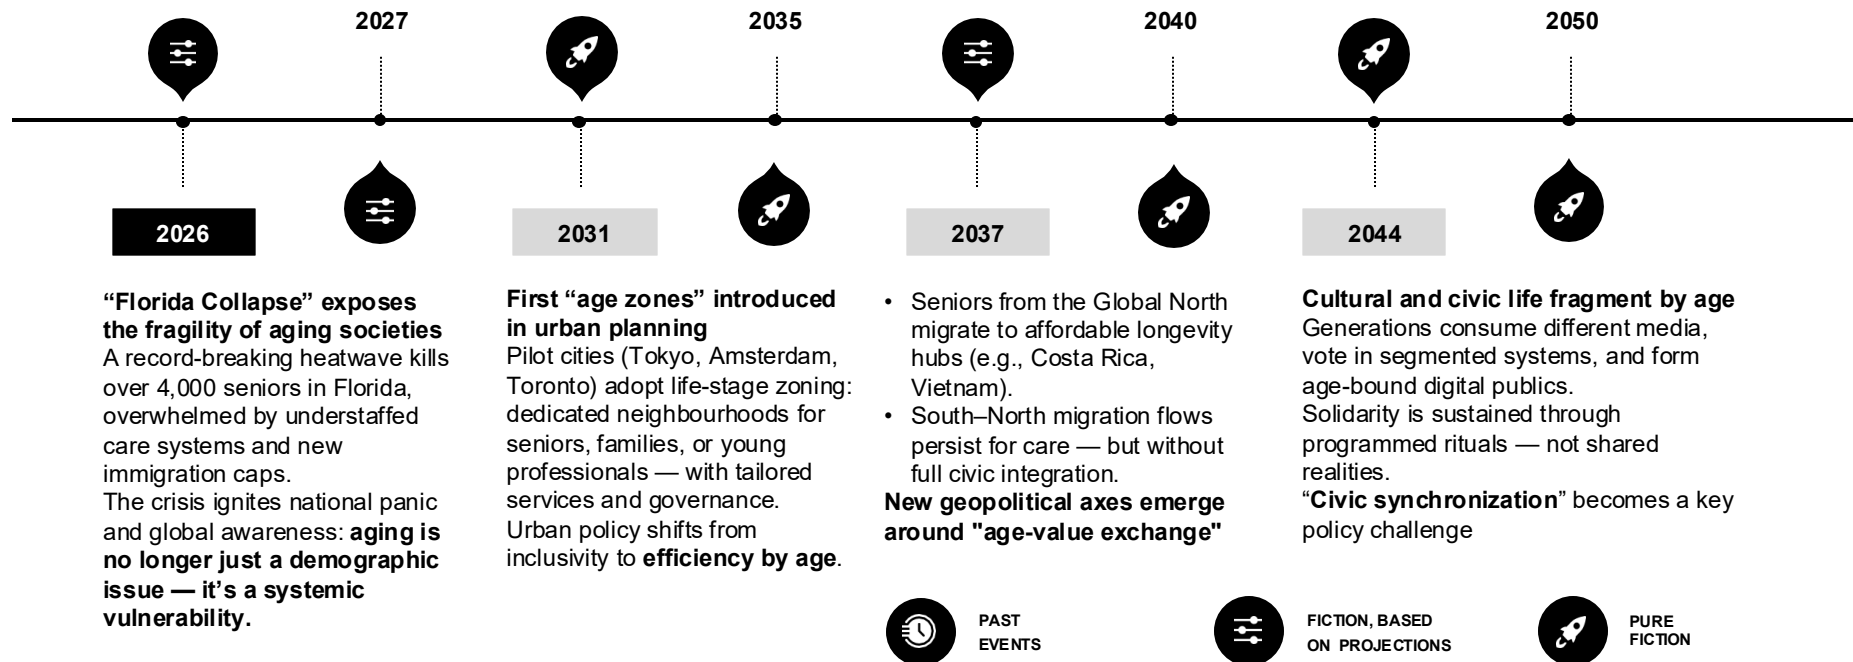 2027
2035
2040
2050
2026
2031
2037
2044
“Florida Collapse” exposes
the fragility of aging societies
A record-breaking heatwave kills
over 4,000 seniors in Florida,
overwhelmed by understaffed
care systems and new
immigration caps.
The crisis ignites national panic
and global awareness: aging is
no longer just a demographic
issue — it’s a systemic
vulnerability.
First “age zones” introduced
in urban planning
Pilot cities (Tokyo, Amsterdam,
Toronto) adopt life-stage zoning:
dedicated neighbourhoods for
seniors, families, or young
professionals — with tailored
services and governance.
Urban policy shifts from
inclusivity to efficiency by age.
• Seniors from the Global North
migrate to affordable longevity
hubs (e.g., Costa Rica,
Vietnam).
• South–North migration flows
persist for care — but without
full civic integration.
New geopolitical axes emerge
around "age-value exchange"
Cultural and civic life fragment by age
Generations consume different media,
vote in segmented systems, and form
age-bound digital publics.
Solidarity is sustained through
programmed rituals — not shared
realities.
“Civic synchronization” becomes a key
policy challenge
PAST
EVENTS
FICTION, BASED
ON PROJECTIONS
PURE
FICTION